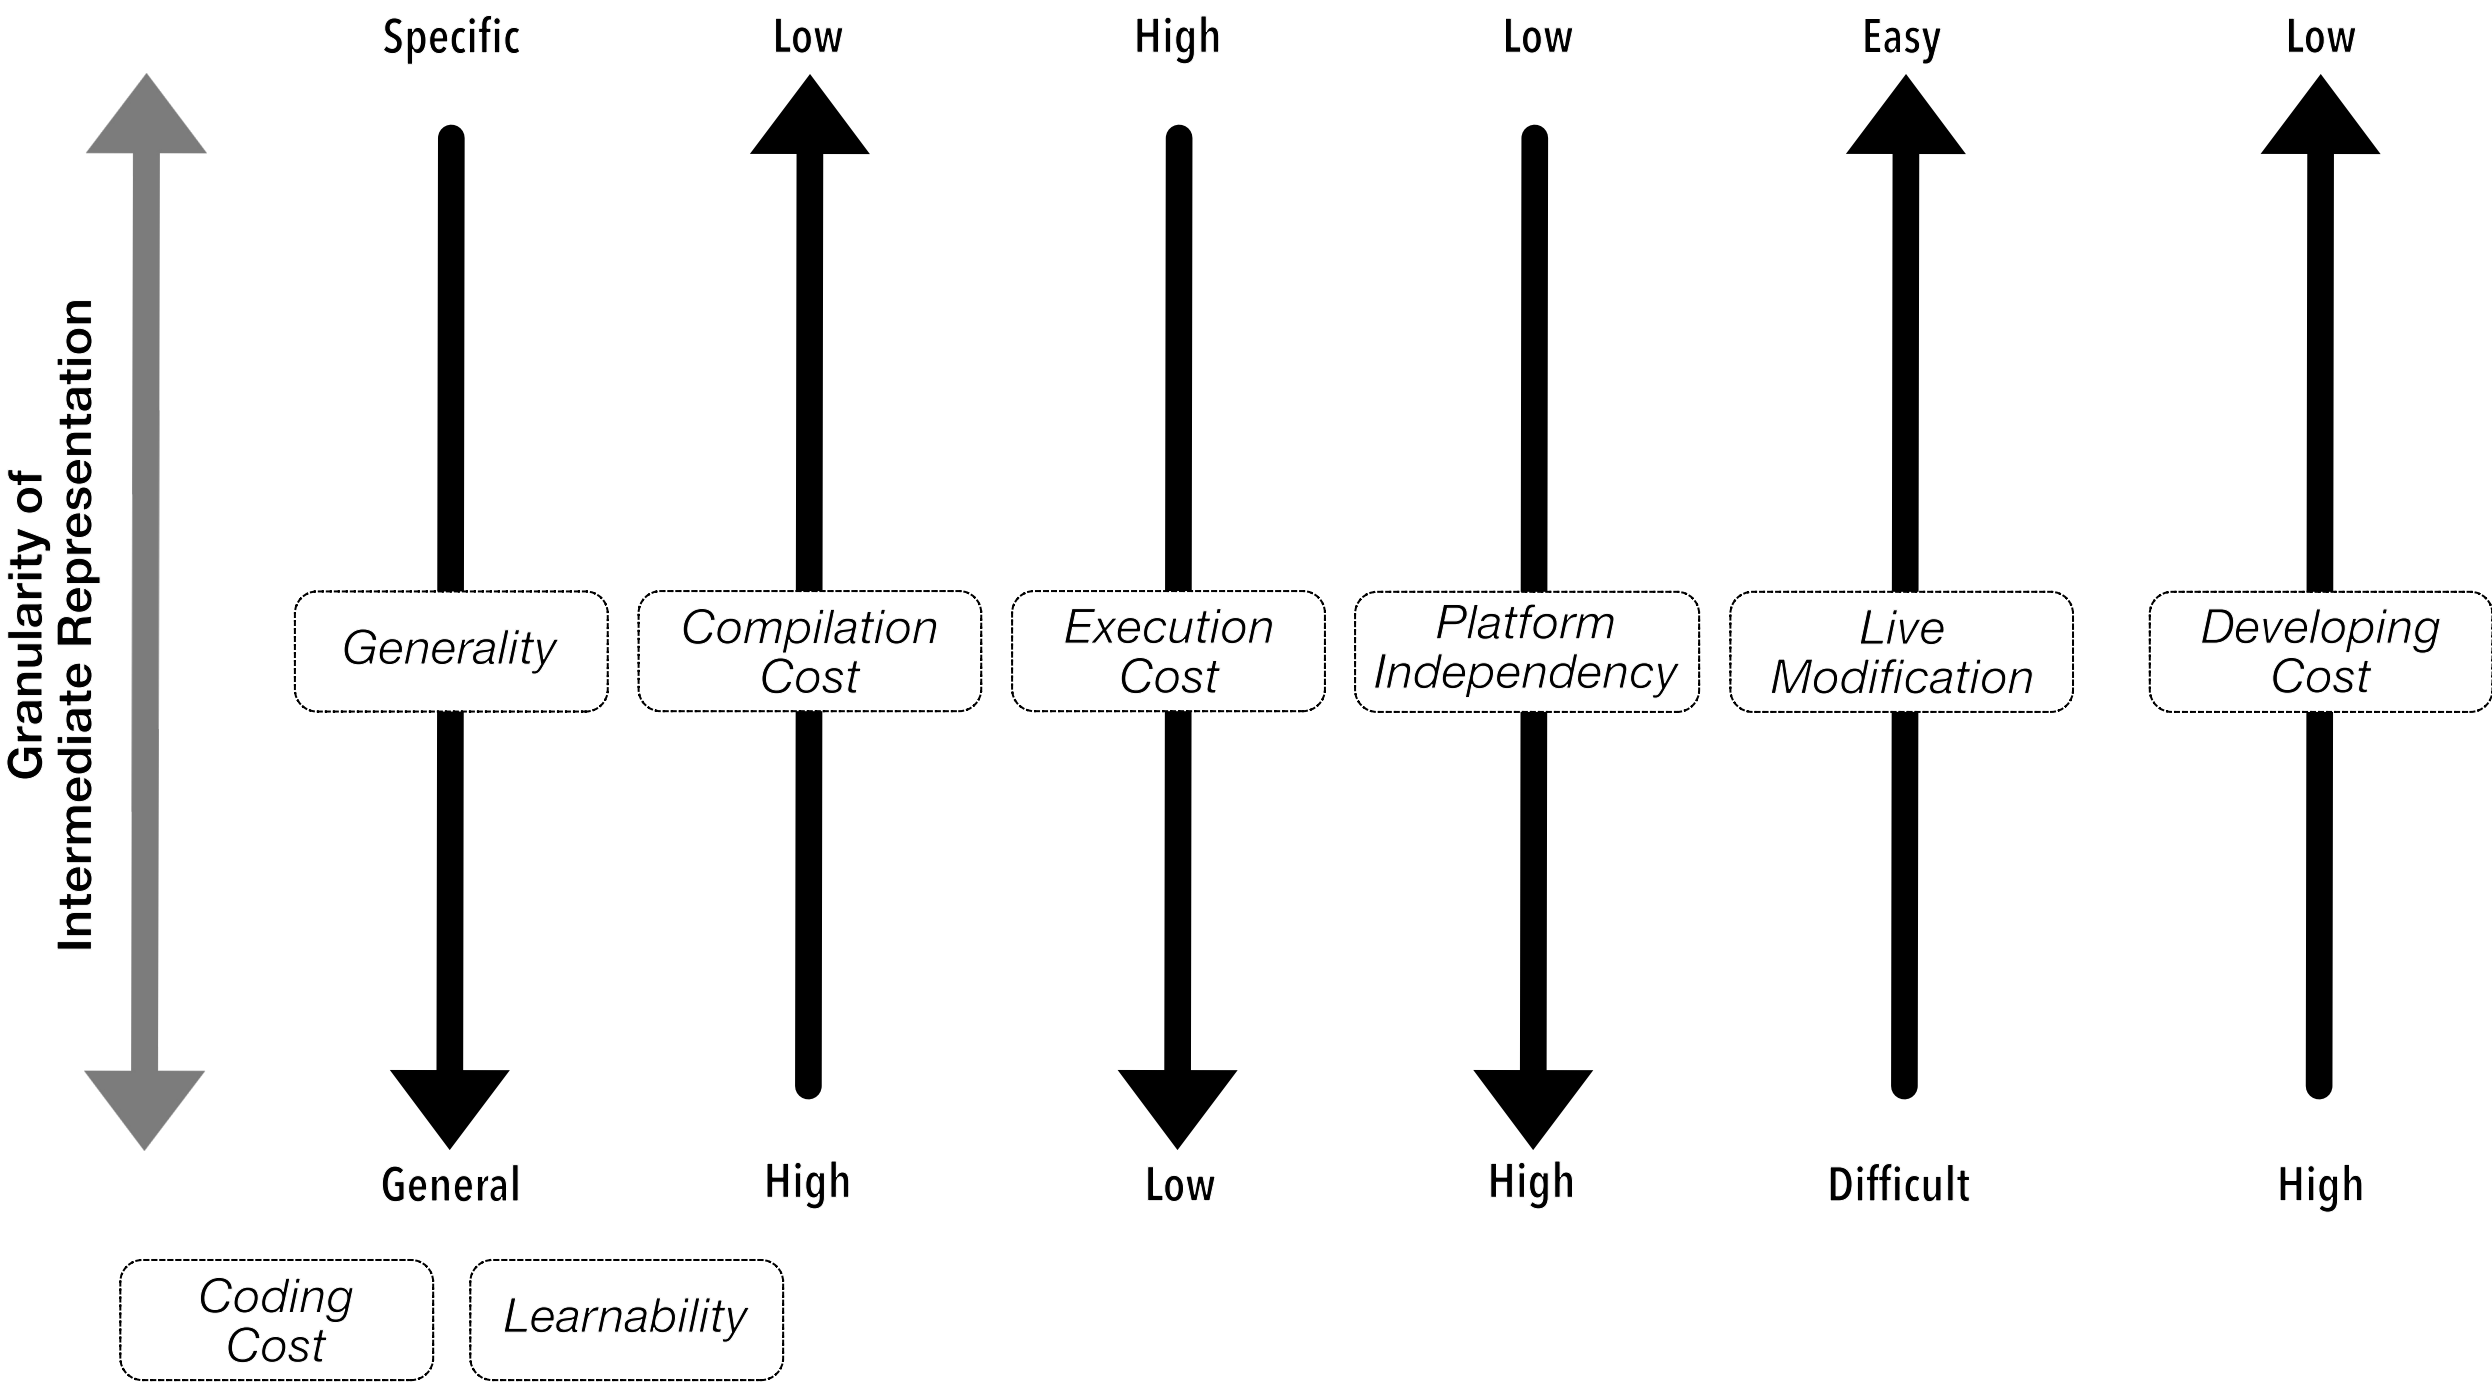 Specific
Low
High
Low
Easy
Low
Granularity of
Intermediate Representation
Generality
Compilation
Cost
Execution
Cost
Platform
Independency
Live
Modification
Developing
Cost
General
High
Low
High
Difficult
High
Coding
Cost
Learnability